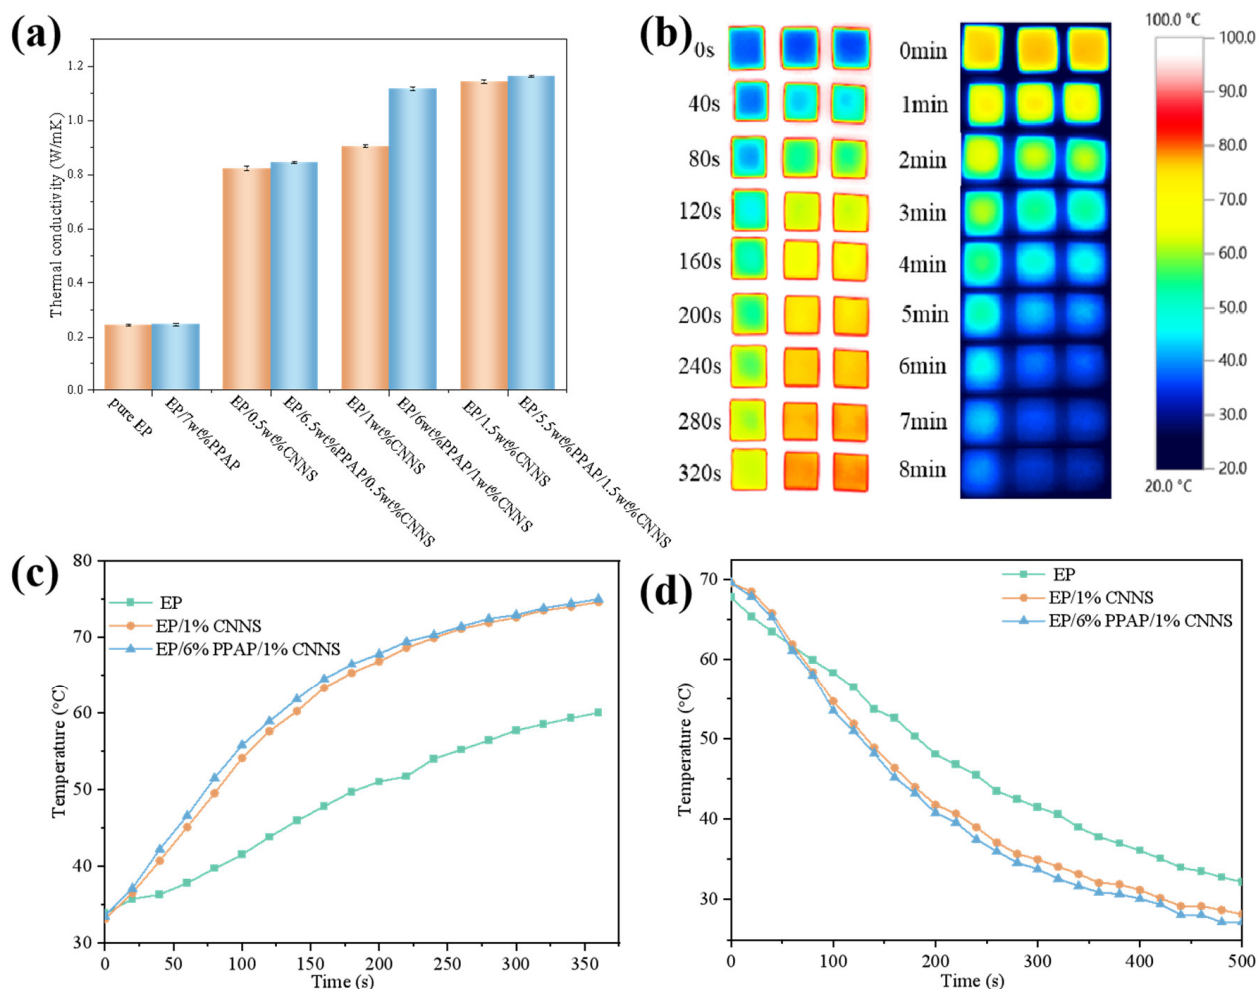 (a)
Thermal conductivity (W/mK)
1.2
1.0
0.8
0.6
0.4
0.2
0.0
pure EP
EP/7wt%PPAP
EP/0.5wt%CNNS
EP/6.5wt%PPAP/0.5wt%CNNS
EP/1wt%CNNS
EP/6wt%PPAP/1wt%CNNS
EP/1.5wt%CNNS
EP/5.5wt%PPAP/1.5wt%CNNS
(b)
0s
40s
80s
120s
160s
200s
240s
280s
320s
0min
1min
2min
3min
4min
5min
6min
7min
8min
100.0 °C
100.0
90.0
80.0
70.0
60.0
50.0
40.0
30.0
20.0
20.0 °C
(c)
Temperature (°C)
80
70
60
50
40
30
EP
EP/1% CNNS
EP/6% PPAP/1% CNNS
0 50 100 150 200 250 300 350
Time (s)
(d)
Temperature (°C)
70
60
50
40
30
EP
EP/1% CNNS
EP/6% PPAP/1% CNNS
0 100 200 300 400 500
Time (s)